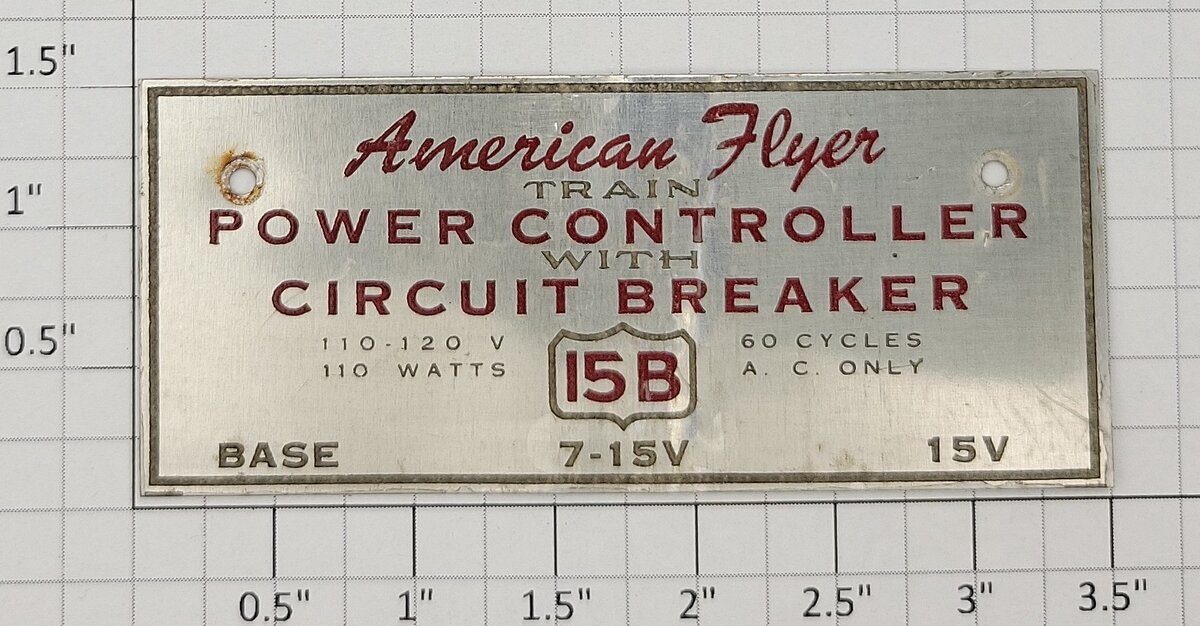 1.5"
American Flyer
TRAIN
1"
POWER CONTROLLER
WITH
CIRCUIT BREAKER
0.5"
110-120 V
110 WATTS
15B
60 CYCLES
A. C. ONLY
BASE 7-15V 15V
0.5" 1" 1.5" 2" 2.5" 3" 3.5"